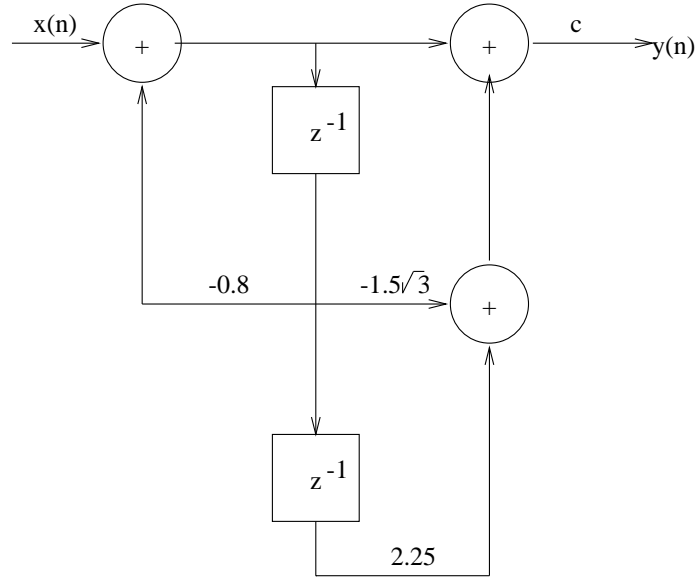 x(n)
c
+
+
y(n)
z^-1
-0.8
-1.5√3
+
z^-1
2.25